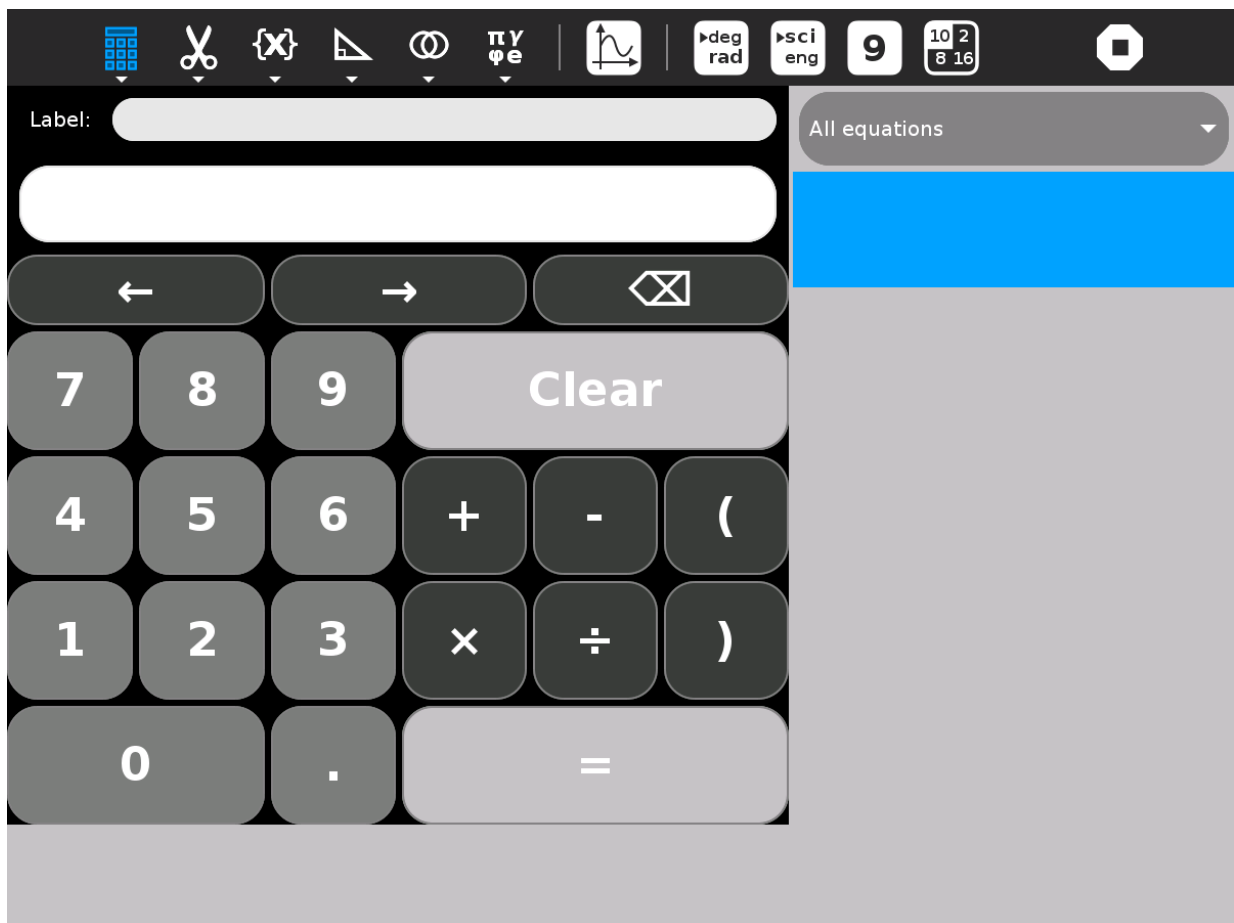 {x} πγ φe ▸deg rad ▸sci eng 9 10 2 8 16
Label:
All equations
← → ⌫
7 8 9 Clear
4 5 6 + - (
1 2 3 × ÷ )
0 . =